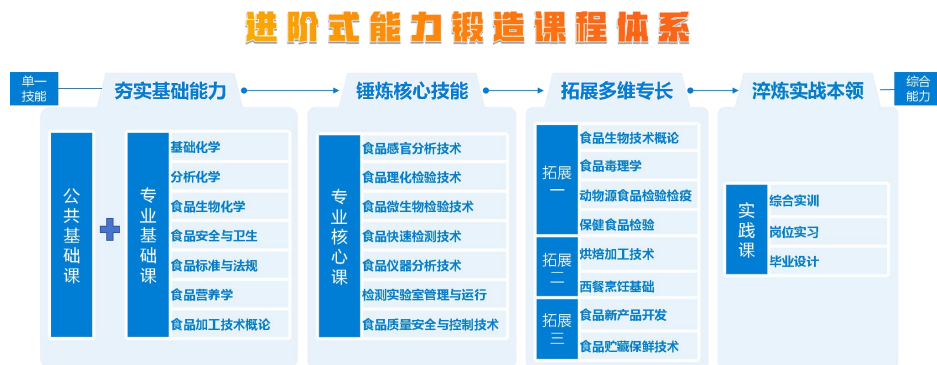 进阶式能力锻造课程体系
单一
技能
夯实基础能力
锤炼核心技能
拓展多维专长
淬炼实战本领
综合
能力
公共基础课
专业基础课
基础化学
分析化学
食品生物化学
食品安全与卫生
食品标准与法规
食品营养学
食品加工技术概论
专业核心课
食品感官分析技术
食品理化检验技术
食品微生物检验技术
食品快速检测技术
食品仪器分析技术
检测实验室管理与运行
食品质量安全与控制技术
拓展
一
食品生物技术概论
食品毒理学
动物源食品检验检疫
保健食品检验
拓展
二
烘焙加工技术
西餐烹饪基础
拓展
三
食品新产品开发
食品贮藏保鲜技术
实践课
综合实训
岗位实习
毕业设计